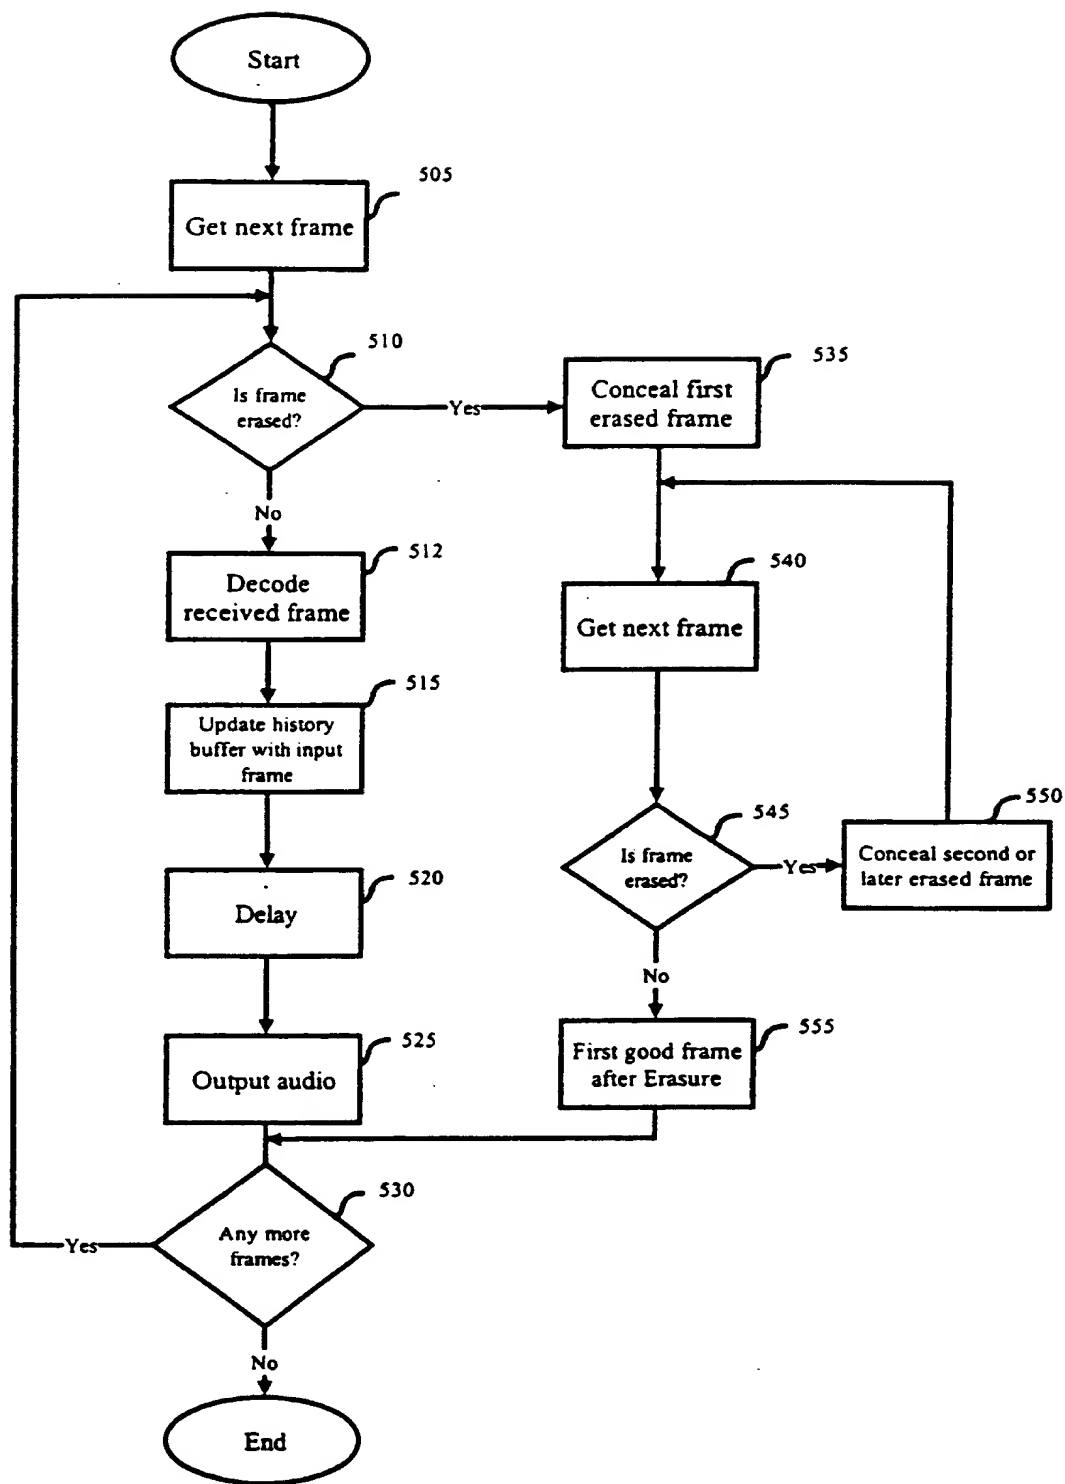 Start
505
Get next frame
510
Is frame
erased?
Yes
535
Conceal first
erased frame
No
512
Decode
received frame
540
Get next frame
515
Update history
buffer with input
frame
545
Is frame
erased?
Yes
550
Conceal second or
later erased frame
520
Delay
No
525
Output audio
555
First good frame
after Erasure
530
Any more
frames?
Yes
No
End